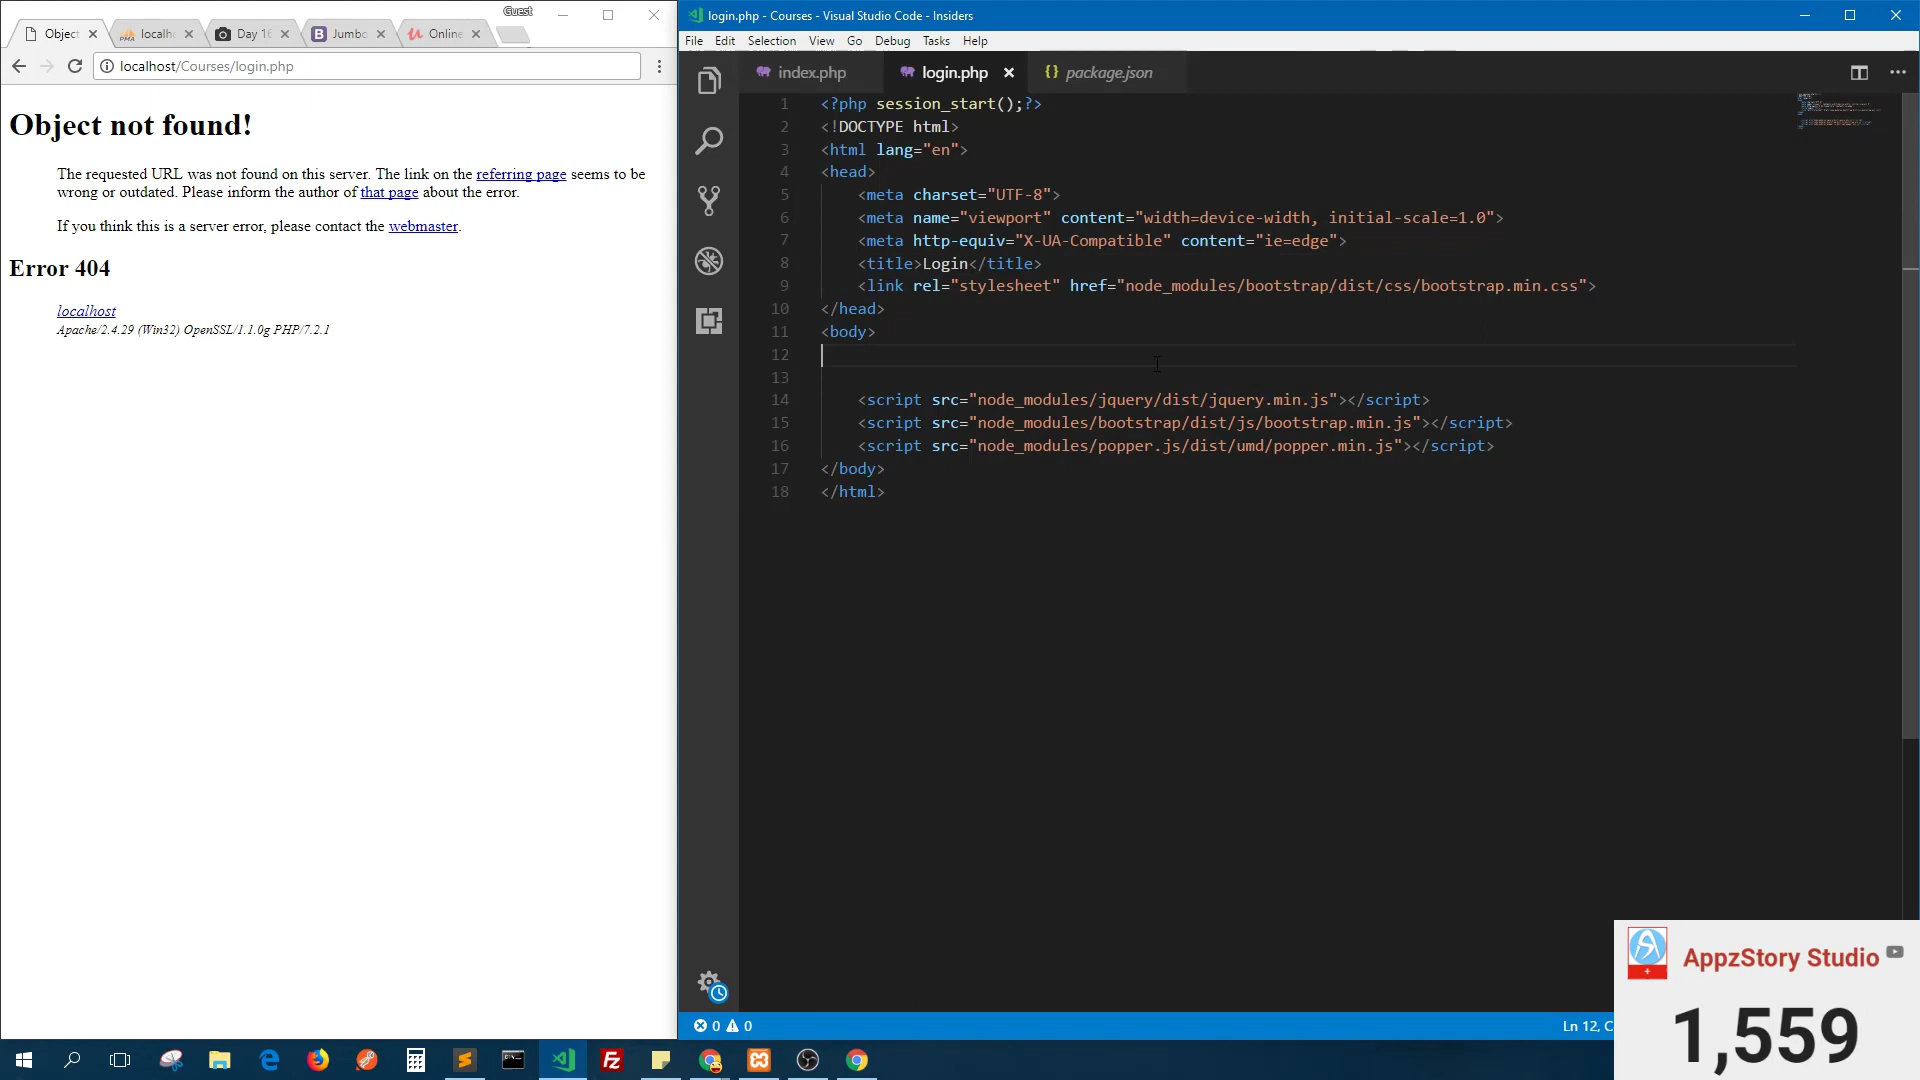 Guest
Object
localh
Day 16
Jumbo
Online
localhost/Courses/login.php
Object not found!
The requested URL was not found on this server. The link on the referring page seems to be
wrong or outdated. Please inform the author of that page about the error.
If you think this is a server error, please contact the webmaster.
Error 404
localhost
Apache/2.4.29 (Win32) OpenSSL/1.1.0g PHP/7.2.1
login.php - Courses - Visual Studio Code - Insiders
File Edit Selection View Go Debug Tasks Help
index.php
login.php
package.json
1 <?php session_start();?>
2 <!DOCTYPE html>
3 <html lang="en">
4 <head>
5 <meta charset="UTF-8">
6 <meta name="viewport" content="width=device-width, initial-scale=1.0">
7 <meta http-equiv="X-UA-Compatible" content="ie=edge">
8 <title>Login</title>
9 <link rel="stylesheet" href="node_modules/bootstrap/dist/css/bootstrap.min.css">
10 </head>
11 <body>
12
13
14 <script src="node_modules/jquery/dist/jquery.min.js"></script>
15 <script src="node_modules/bootstrap/dist/js/bootstrap.min.js"></script>
16 <script src="node_modules/popper.js/dist/umd/popper.min.js"></script>
17 </body>
18 </html>
0 0
Ln 12, C
AppzStory Studio
1,559